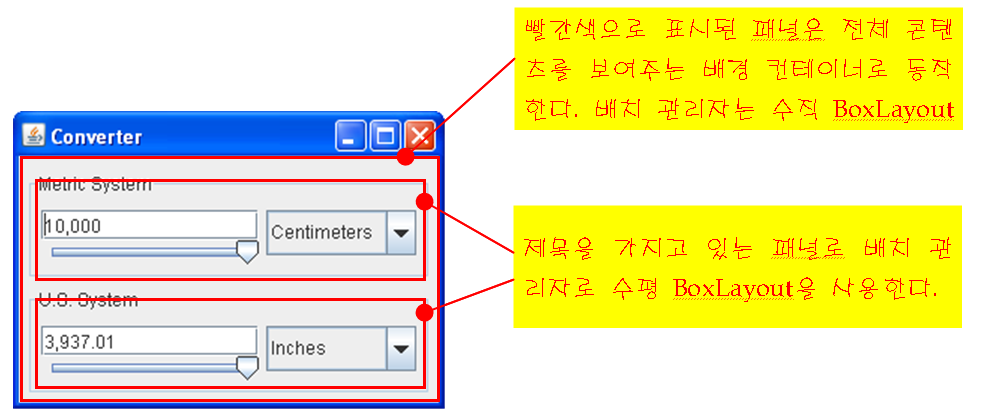 빨간색으로 표시된 패널은 전체 콘텐
츠를 보여주는 배경 컨테이너로 동작
한다. 배치 관리자는 수직 BoxLayout
Converter
Metric System
10,000
Centimeters
제목을 가지고 있는 패널로 배치 관
리자로 수평 BoxLayout을 사용한다.
U.S. System
3,937.01
Inches